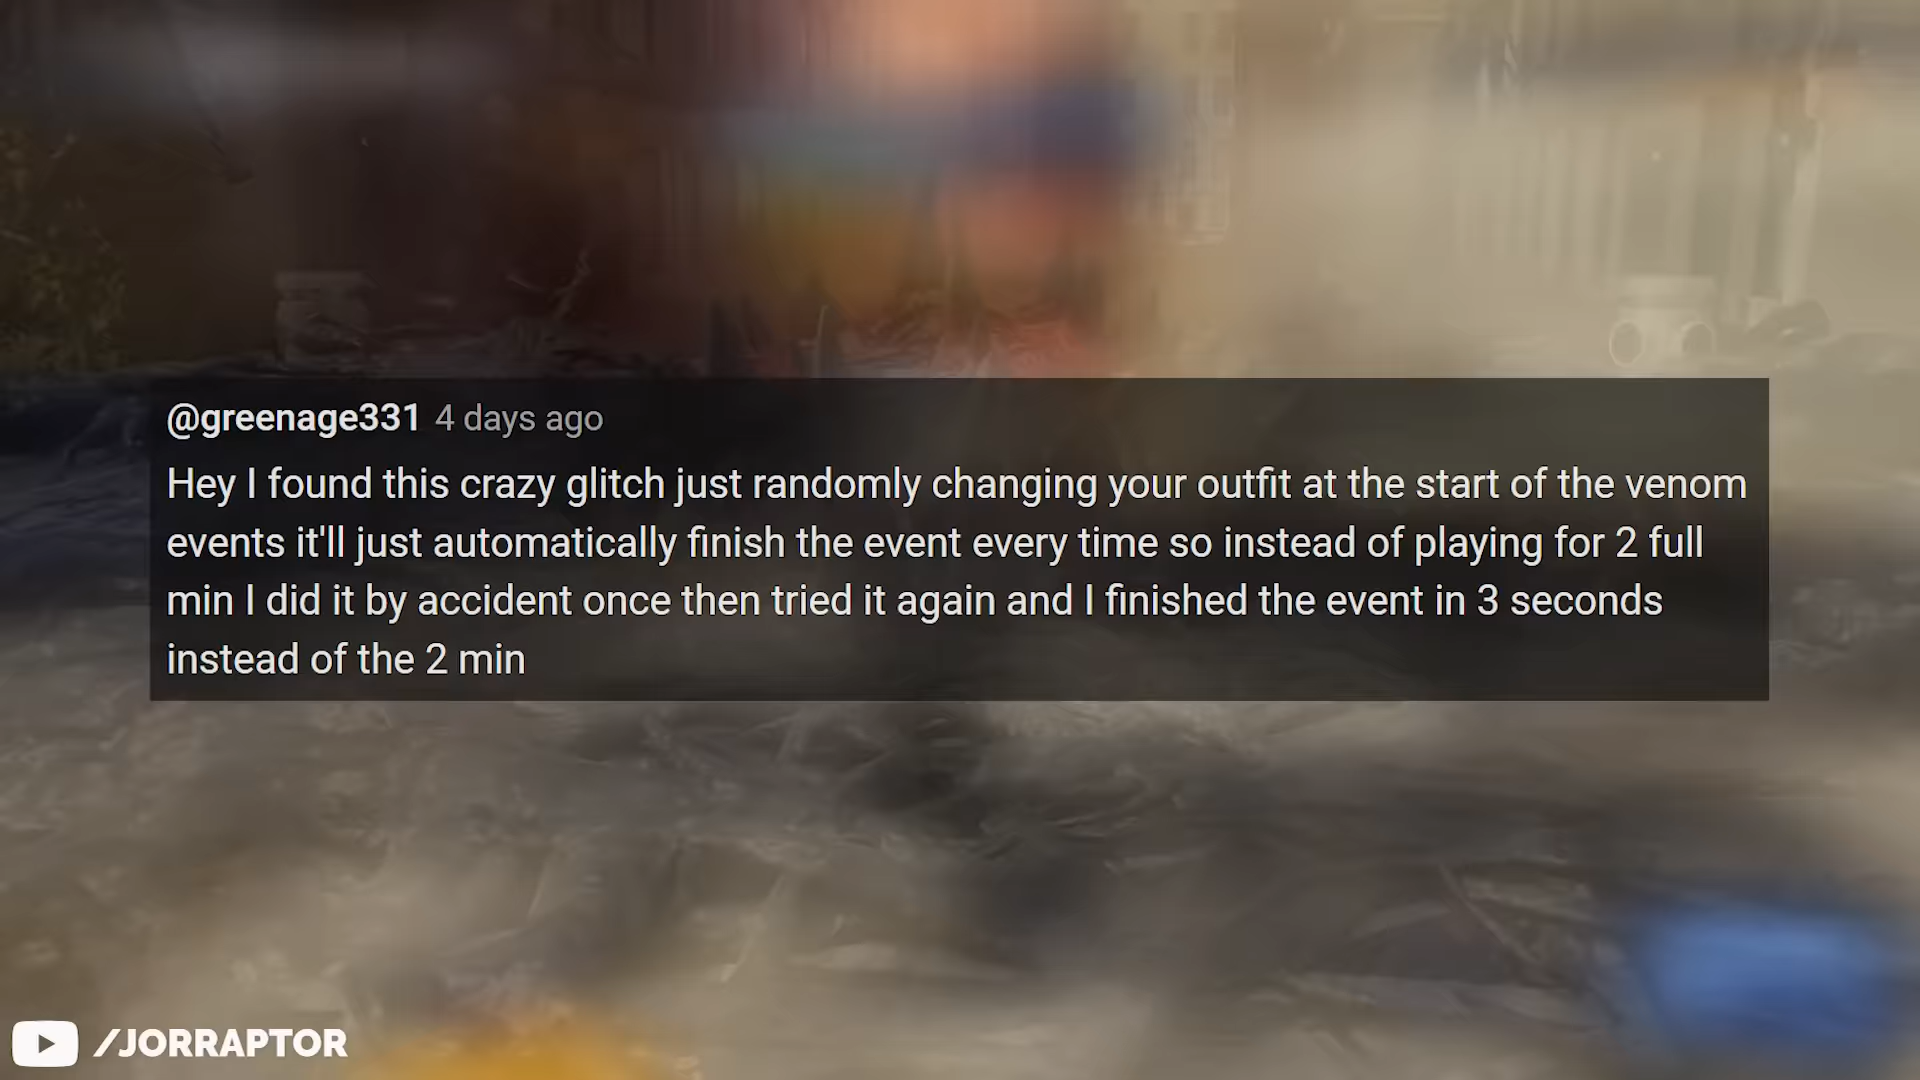 @greenage331 4 days ago
Hey I found this crazy glitch just randomly changing your outfit at the start of the venom
events it'll just automatically finish the event every time so instead of playing for 2 full
min I did it by accident once then tried it again and I finished the event in 3 seconds
instead of the 2 min
/JORRAPTOR